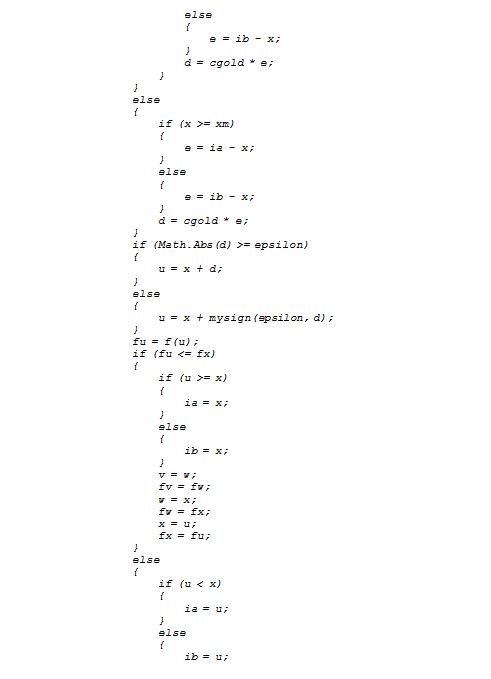 else
{
e = ib - x;
}
d = cgold * e;
}
}
else
{
if (x >= xm)
{
e = ia - x;
}
else
{
e = ib - x;
}
d = cgold * e;
}
if (Math.Abs(d) >= epsilon)
{
u = x + d;
}
else
{
u = x + mysign(epsilon, d);
}
fu = f(u);
if (fu <= fx)
{
if (u >= x)
{
ia = x;
}
else
{
ib = x;
}
v = w;
fv = fw;
w = x;
fw = fx;
x = u;
fx = fu;
}
else
{
if (u < x)
{
ia = u;
}
else
{
ib = u;